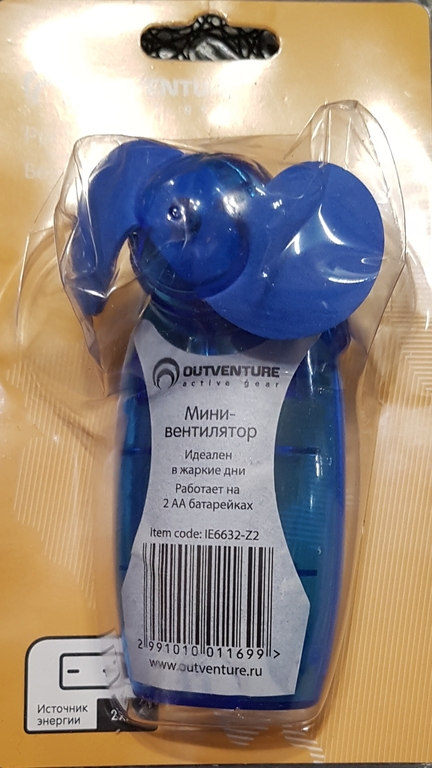 OUTVENTURE
active gear
Мини-
вентилятор
Идеален
в жаркие дни
Работает на
2 АА батарейках
Item code: IE6632-Z2
2 991010 011699 >
www.outventure.ru
Источник
энергии